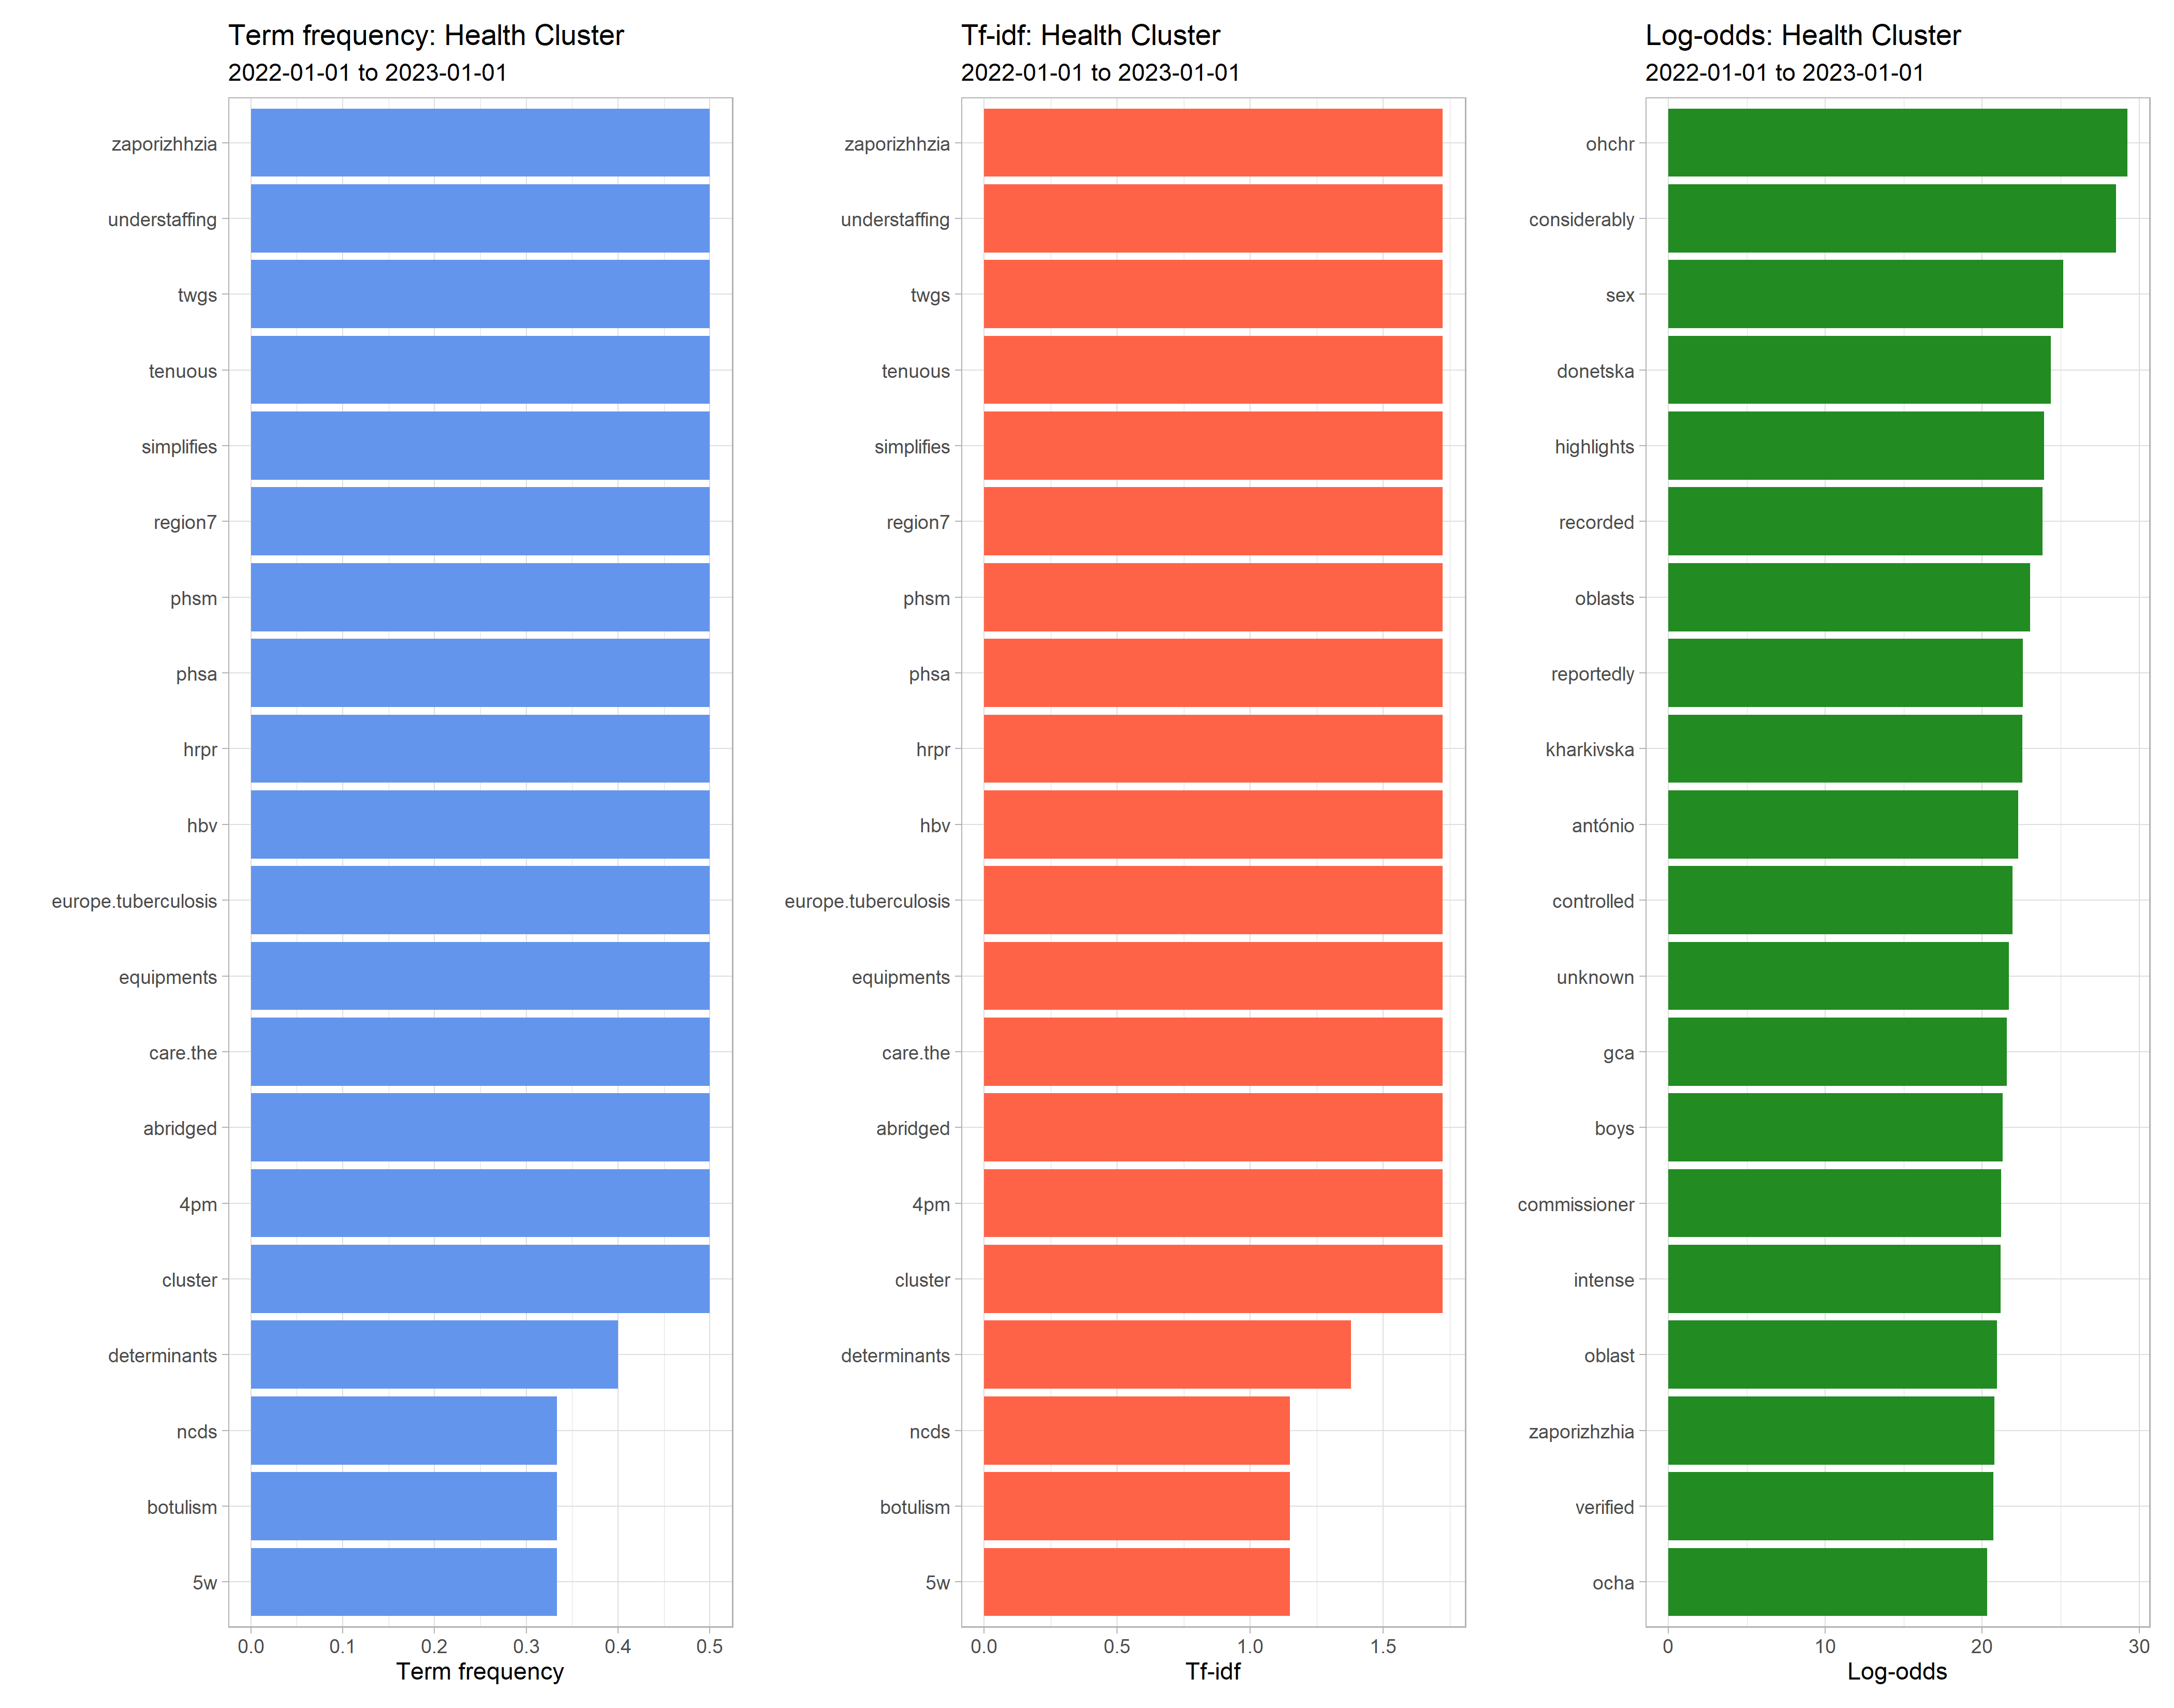 Term frequency: Health Cluster
2022-01-01 to 2023-01-01
zaporizhhzia
understaffing
twgs
tenuous
simplifies
region7
phsm
phsa
hrpr
hbv
europe.tuberculosis
equipments
care.the
abridged
4pm
cluster
determinants
ncds
botulism
5w
0.0 0.1 0.2 0.3 0.4 0.5
Term frequency
Tf-idf: Health Cluster
2022-01-01 to 2023-01-01
zaporizhhzia
understaffing
twgs
tenuous
simplifies
region7
phsm
phsa
hrpr
hbv
europe.tuberculosis
equipments
care.the
abridged
4pm
cluster
determinants
ncds
botulism
5w
0.0 0.5 1.0 1.5
Tf-idf
Log-odds: Health Cluster
2022-01-01 to 2023-01-01
ohchr
considerably
sex
donetska
highlights
recorded
oblasts
reportedly
kharkivska
antónio
controlled
unknown
gca
boys
commissioner
intense
oblast
zaporizhzhia
verified
ocha
0 10 20 30
Log-odds